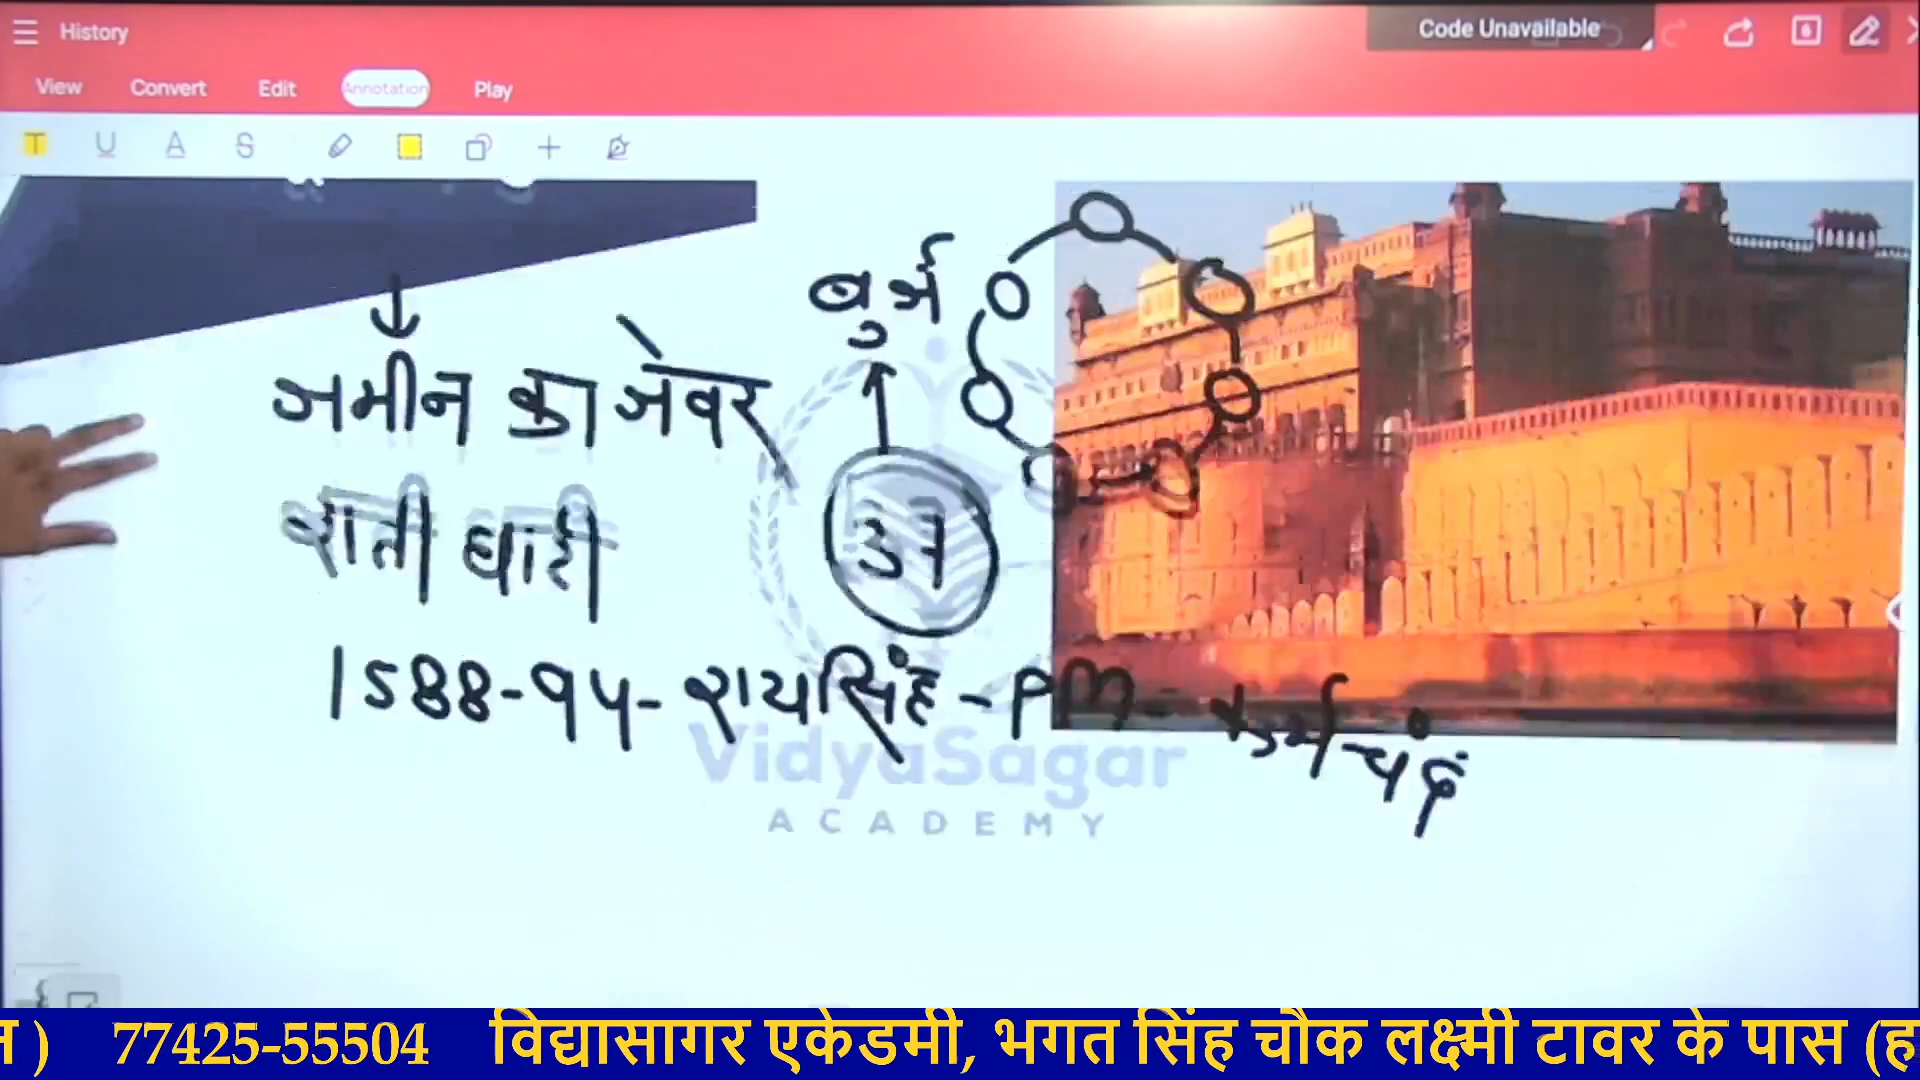 History
Code Unavailable
View Convert Edit Annotation Play
T U A S
बुर्ज
जमीन का जेवर
राती घाटी
37
1588-94-रायसिंह-PM-कर्मचंद
VidyaSagar
ACADEMY
77425-55504 विद्यासागर एकेडमी, भगत सिंह चौक लक्ष्मी टावर के पास (ह